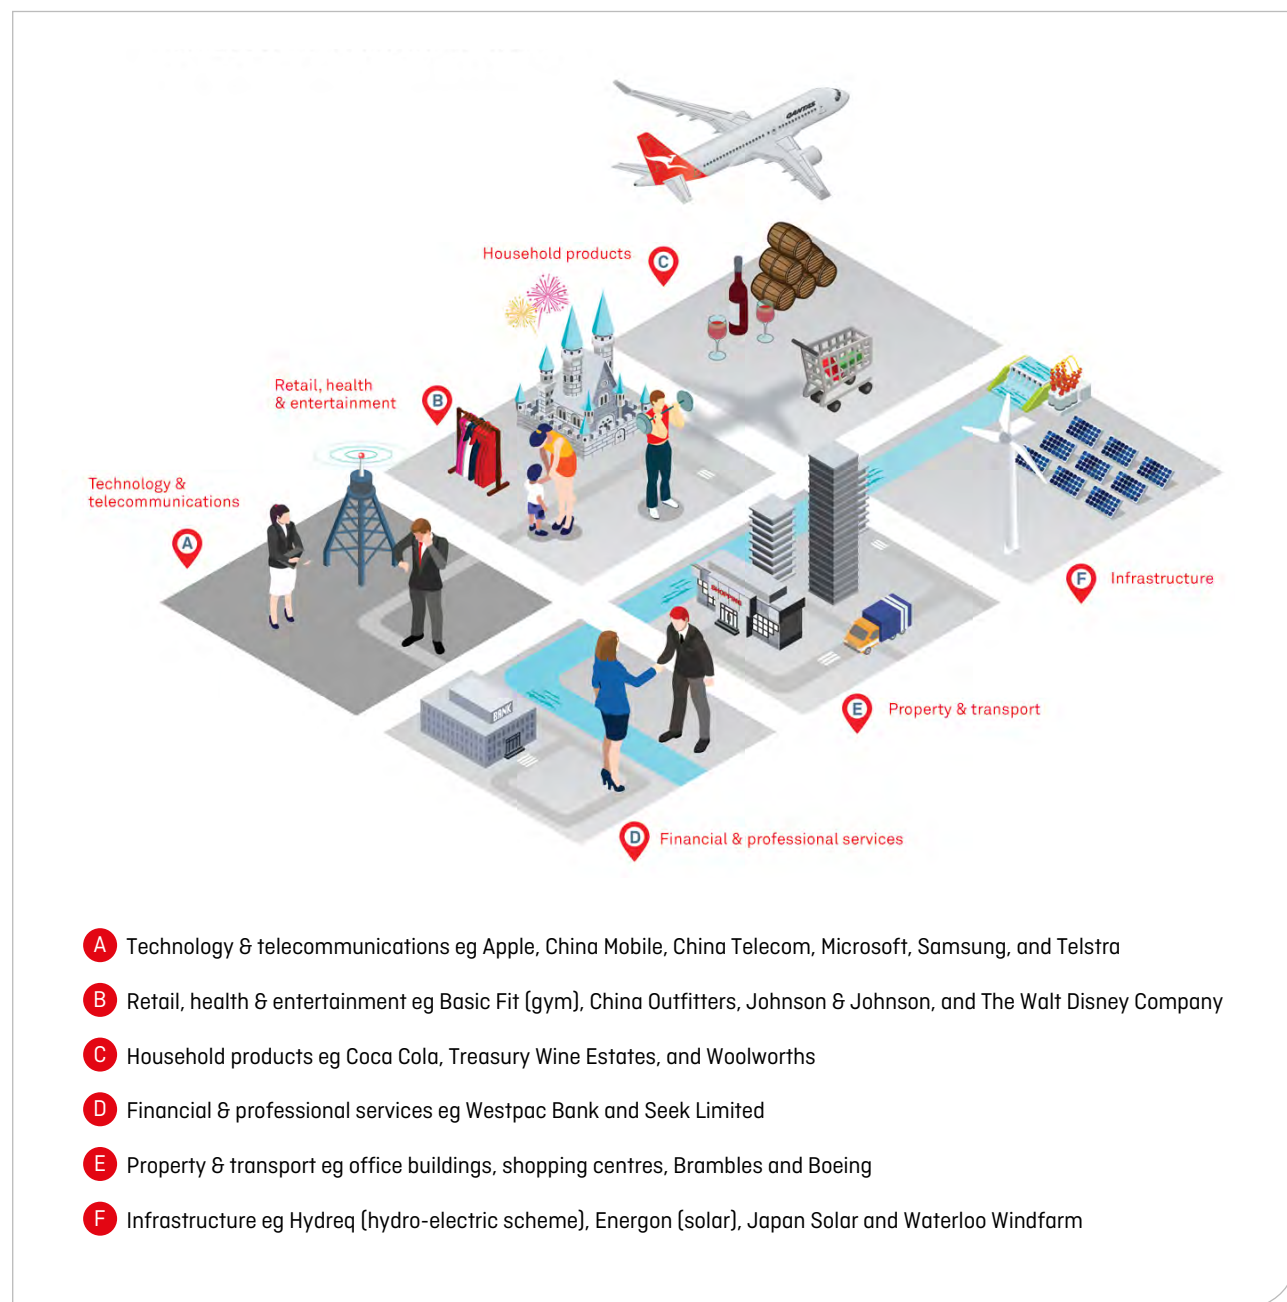 QANTAS
Household products
C
Retail, health
& entertainment
B
Technology &
telecommunications
A
SHOPPING
F
Infrastructure
BANK
E
Property & transport
D
Financial & professional services
A Technology & telecommunications eg Apple, China Mobile, China Telecom, Microsoft, Samsung, and Telstra
B Retail, health & entertainment eg Basic Fit (gym), China Outfitters, Johnson & Johnson, and The Walt Disney Company
C Household products eg Coca Cola, Treasury Wine Estates, and Woolworths
D Financial & professional services eg Westpac Bank and Seek Limited
E Property & transport eg office buildings, shopping centres, Brambles and Boeing
F Infrastructure eg Hydreq (hydro-electric scheme), Energon (solar), Japan Solar and Waterloo Windfarm